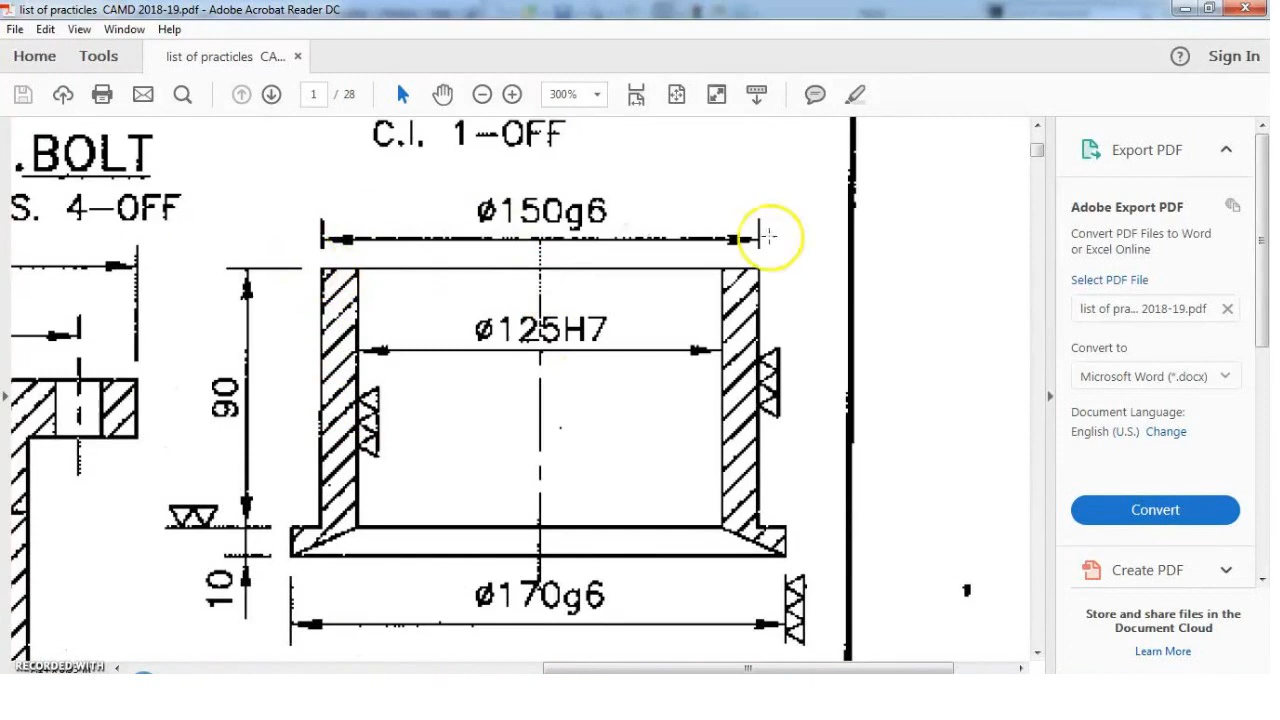 list of practicles CAMD 2018-19.pdf - Adobe Acrobat Reader DC
File Edit View Window Help
Home Tools list of practicles CA... × ? Sign In
1 / 28 300%
.BOLT
S. 4-OFF
C.I. 1-OFF
ø150g6
ø125H7
90
10
ø170g6
Export PDF
Adobe Export PDF
Convert PDF Files to Word
or Excel Online
Select PDF File
list of pra... 2018-19.pdf
Convert to
Microsoft Word (*.docx)
Document Language:
English (U.S.) Change
Convert
Create PDF
Store and share files in the
Document Cloud
Learn More
RECORDED WITH